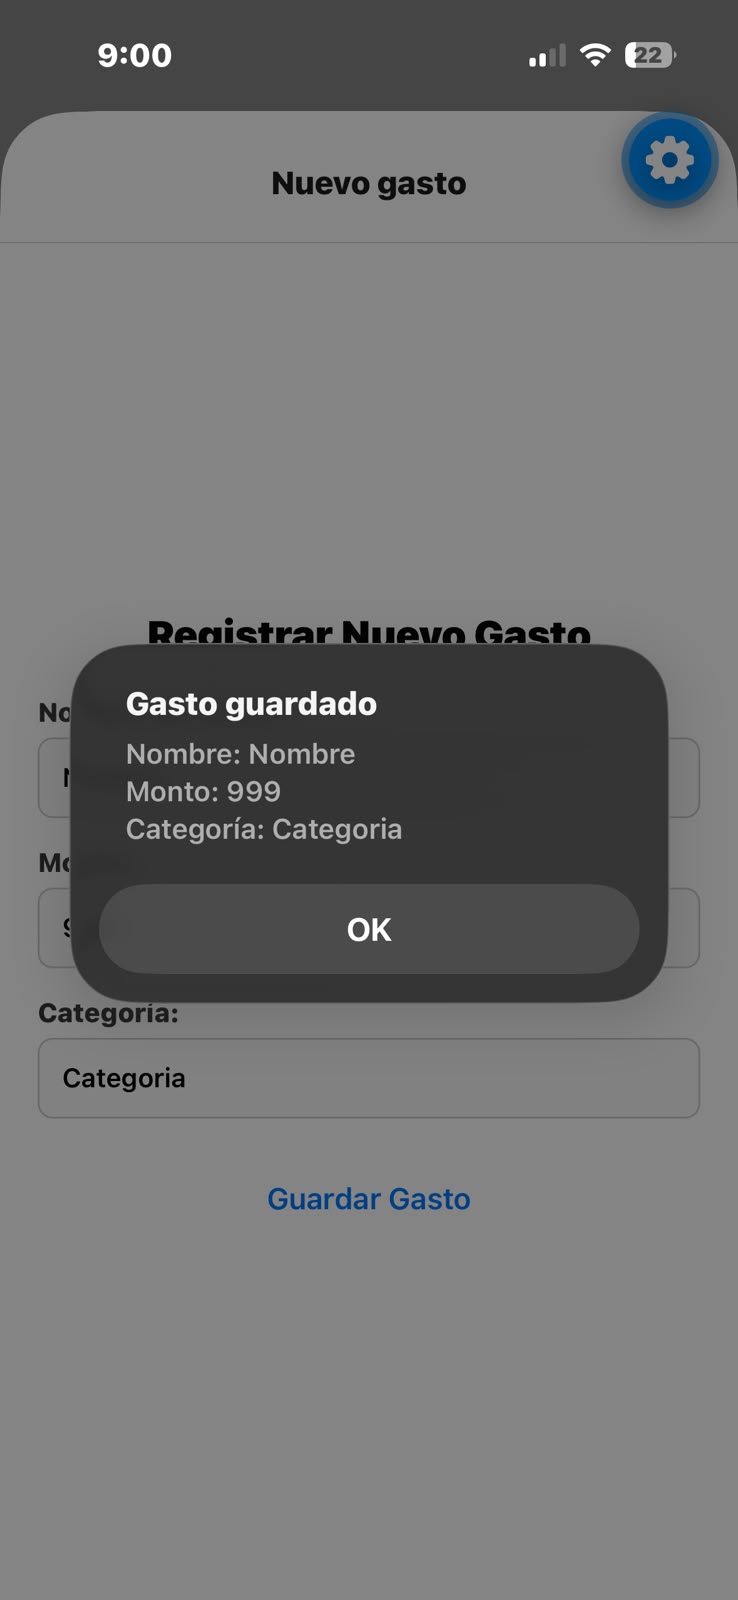 9:00
22
Nuevo gasto
Registrar Nuevo Gasto
Gasto guardado
Nombre: Nombre
Monto: 999
Categoría: Categoria
OK
Categoría:
Categoria
Guardar Gasto